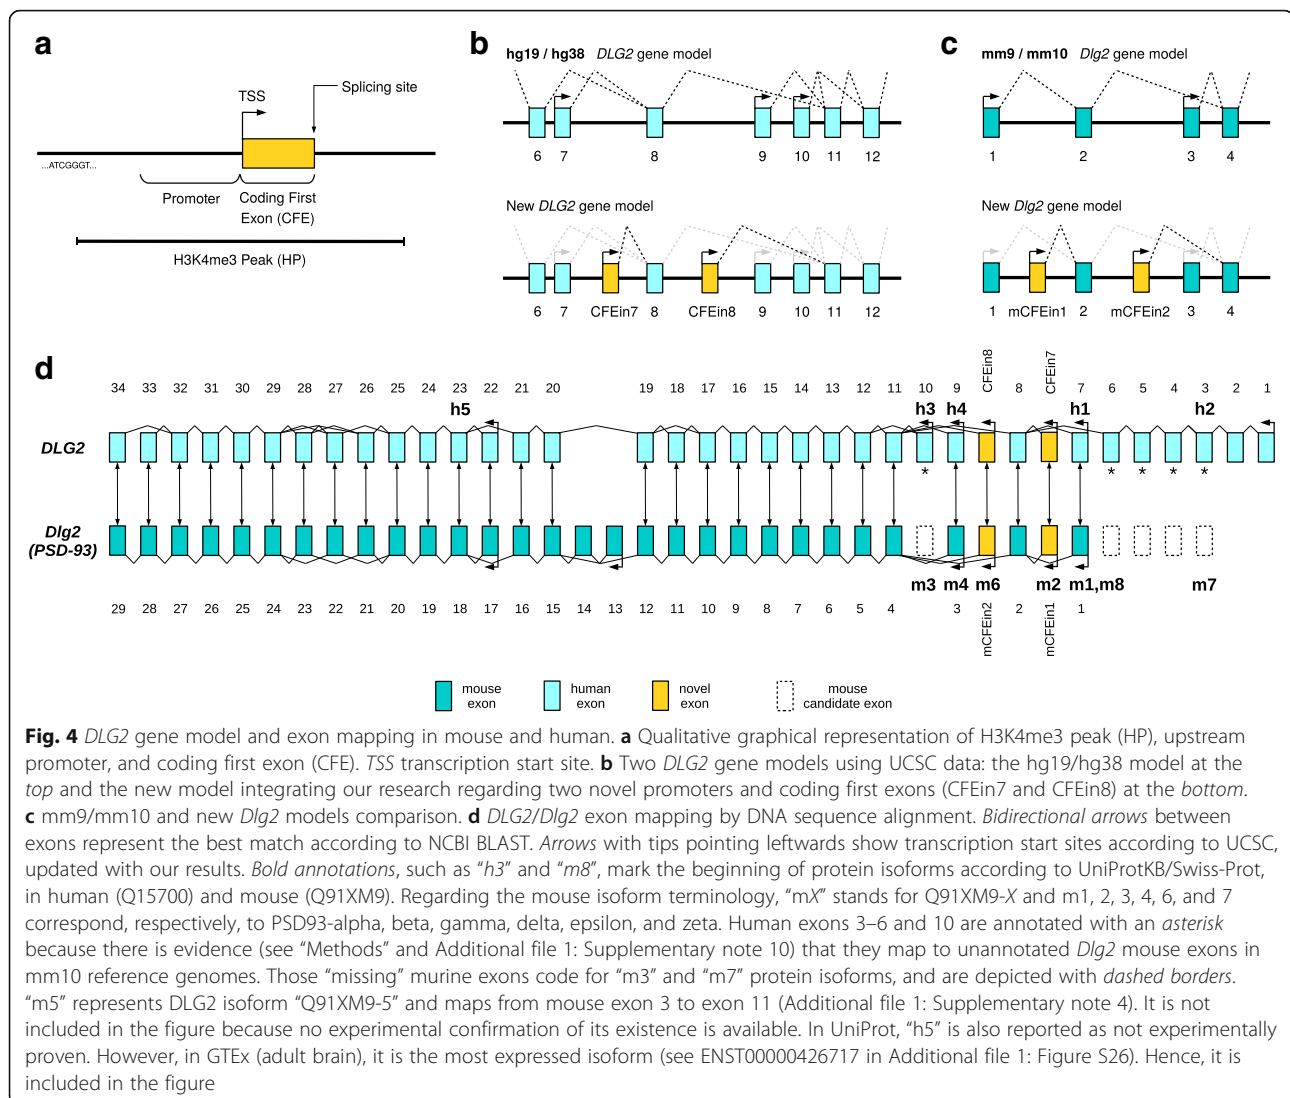 a
TSS
Splicing site
...ATCGGGT...
Promoter
Coding First
Exon (CFE)
H3K4me3 Peak (HP)
b
hg19 / hg38 DLG2 gene model
6 7 8 9 10 11 12
New DLG2 gene model
6 7 CFEin7 8 CFEin8 9 10 11 12
c
mm9 / mm10 Dlg2 gene model
1 2 3 4
New Dlg2 gene model
1 mCFEin1 2 mCFEin2 3 4
d
34 33 32 31 30 29 28 27 26 25 24 23 22 21 20 19 18 17 16 15 14 13 12 11 10 9 CFEin8 8 CFEin7 7 6 5 4 3 2 1
h5 h3 h4 h1 h2
DLG2
* * * * *
Dlg2
(PSD-93)
m3 m4 m6 m2 m1,m8 m7
29 28 27 26 25 24 23 22 21 20 19 18 17 16 15 14 13 12 11 10 9 8 7 6 5 4 3 mCFEin2 2 mCFEin1 1
mouse
exon
human
exon
novel
exon
mouse
candidate exon
Fig. 4 DLG2 gene model and exon mapping in mouse and human. a Qualitative graphical representation of H3K4me3 peak (HP), upstream
promoter, and coding first exon (CFE). TSS transcription start site. b Two DLG2 gene models using UCSC data: the hg19/hg38 model at the
top and the new model integrating our research regarding two novel promoters and coding first exons (CFEin7 and CFEin8) at the bottom.
c mm9/mm10 and new Dlg2 models comparison. d DLG2/Dlg2 exon mapping by DNA sequence alignment. Bidirectional arrows between
exons represent the best match according to NCBI BLAST. Arrows with tips pointing leftwards show transcription start sites according to UCSC,
updated with our results. Bold annotations, such as “h3” and “m8”, mark the beginning of protein isoforms according to UniProtKB/Swiss-Prot,
in human (Q15700) and mouse (Q91XM9). Regarding the mouse isoform terminology, “mX” stands for Q91XM9-X and m1, 2, 3, 4, 6, and 7
correspond, respectively, to PSD93-alpha, beta, gamma, delta, epsilon, and zeta. Human exons 3–6 and 10 are annotated with an asterisk
because there is evidence (see “Methods” and Additional file 1: Supplementary note 10) that they map to unannotated Dlg2 mouse exons in
mm10 reference genomes. Those “missing” murine exons code for “m3” and “m7” protein isoforms, and are depicted with dashed borders.
“m5” represents DLG2 isoform “Q91XM9-5” and maps from mouse exon 3 to exon 11 (Additional file 1: Supplementary note 4). It is not
included in the figure because no experimental confirmation of its existence is available. In UniProt, “h5” is also reported as not experimentally
proven. However, in GTEx (adult brain), it is the most expressed isoform (see ENST00000426717 in Additional file 1: Figure S26). Hence, it is
included in the figure